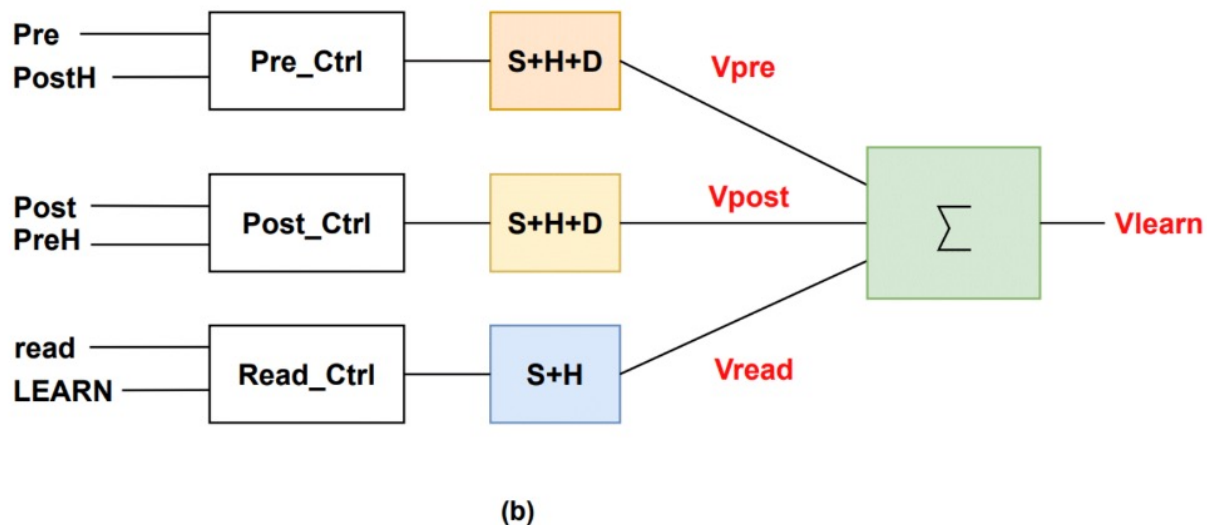 Pre
PostH
Pre_Ctrl
S+H+D
Vpre
Post
PreH
Post_Ctrl
S+H+D
Vpost
Σ
Vlearn
read
LEARN
Read_Ctrl
S+H
Vread
(b)